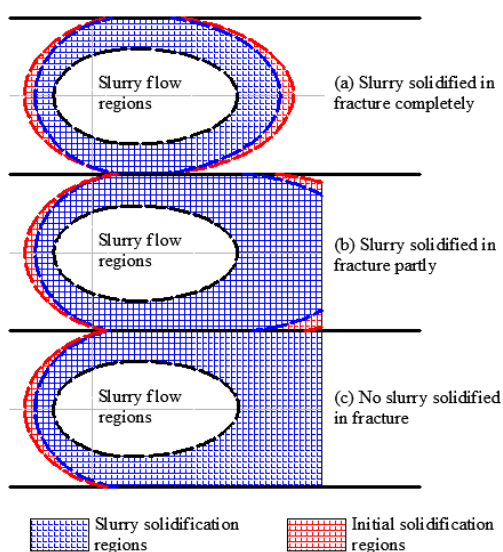 Slurry flow
regions
(a) Slurry solidified in
fracture completely
Slurry flow
regions
(b) Slurry solidified in
fracture partly
Slurry flow
regions
(c) No slurry solidified
in fracture
Slurry solidification
regions
Initial solidification
regions